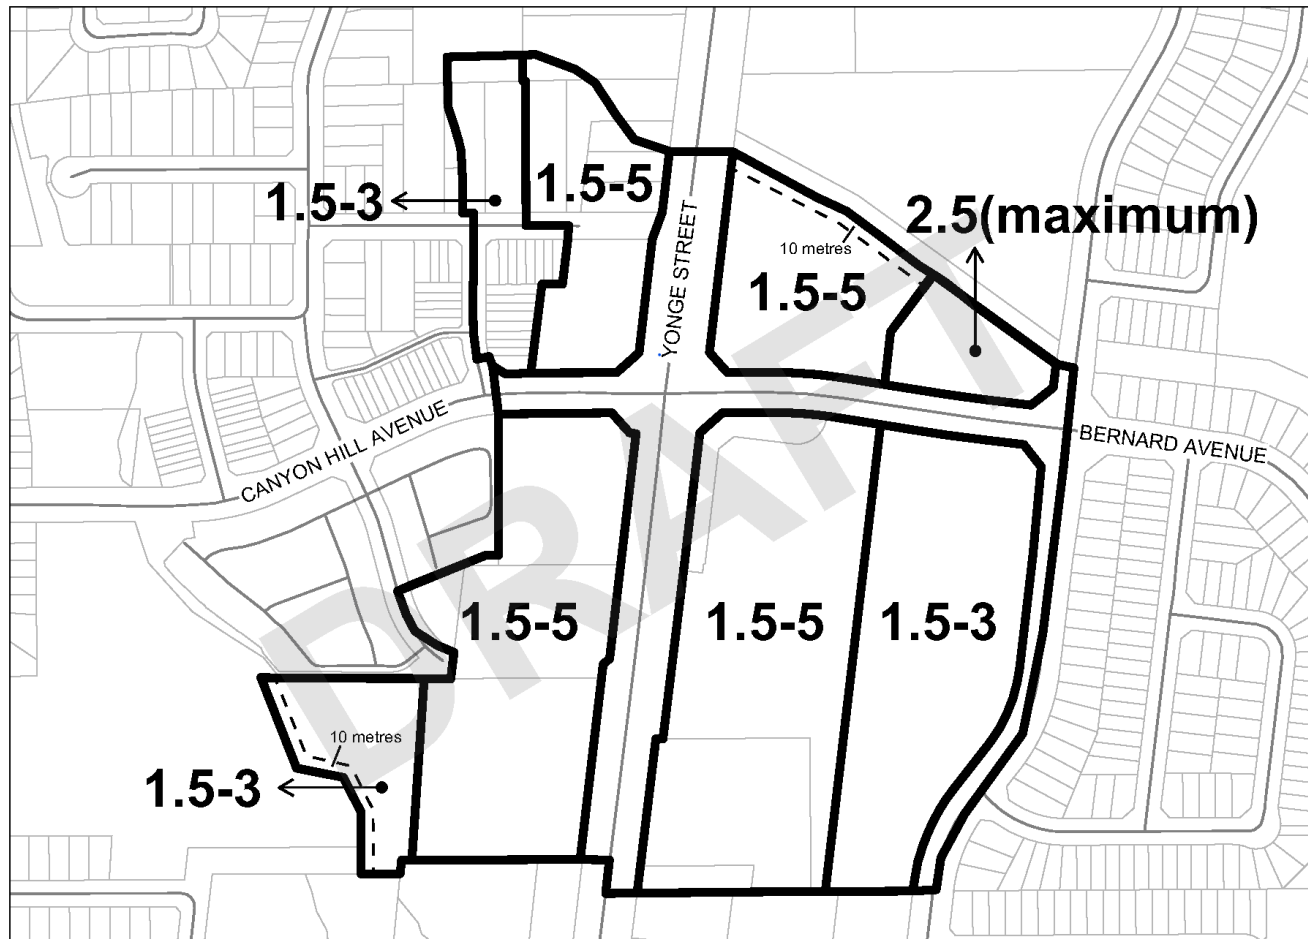 1.5-3
1.5-5
2.5(maximum)
10 metres
1.5-5
YONGE STREET
CANYON HILL AVENUE
BERNARD AVENUE
DRAFT
1.5-5
1.5-5
1.5-3
10 metres
1.5-3